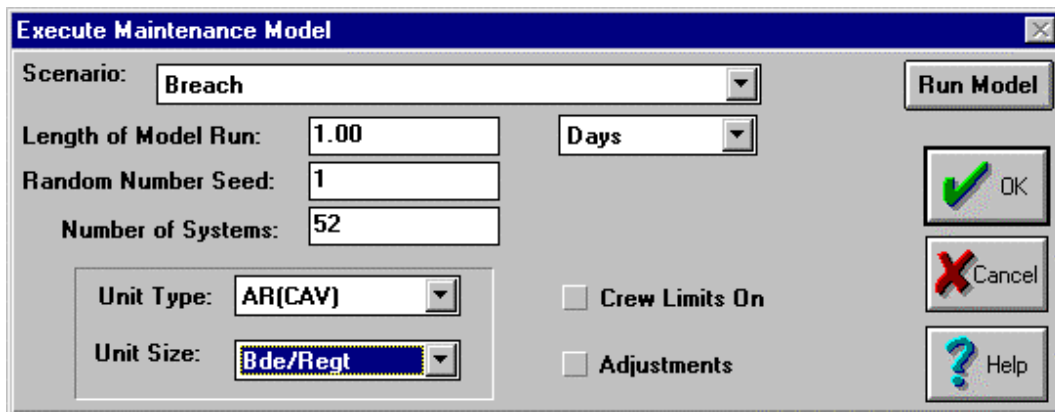 Execute Maintenance Model
Scenario: Breach
Run Model
Length of Model Run: 1.00 Days
Random Number Seed: 1
OK
Number of Systems: 52
Cancel
Unit Type: AR(CAV)
Crew Limits On
Unit Size: Bde/Regt
Adjustments
Help